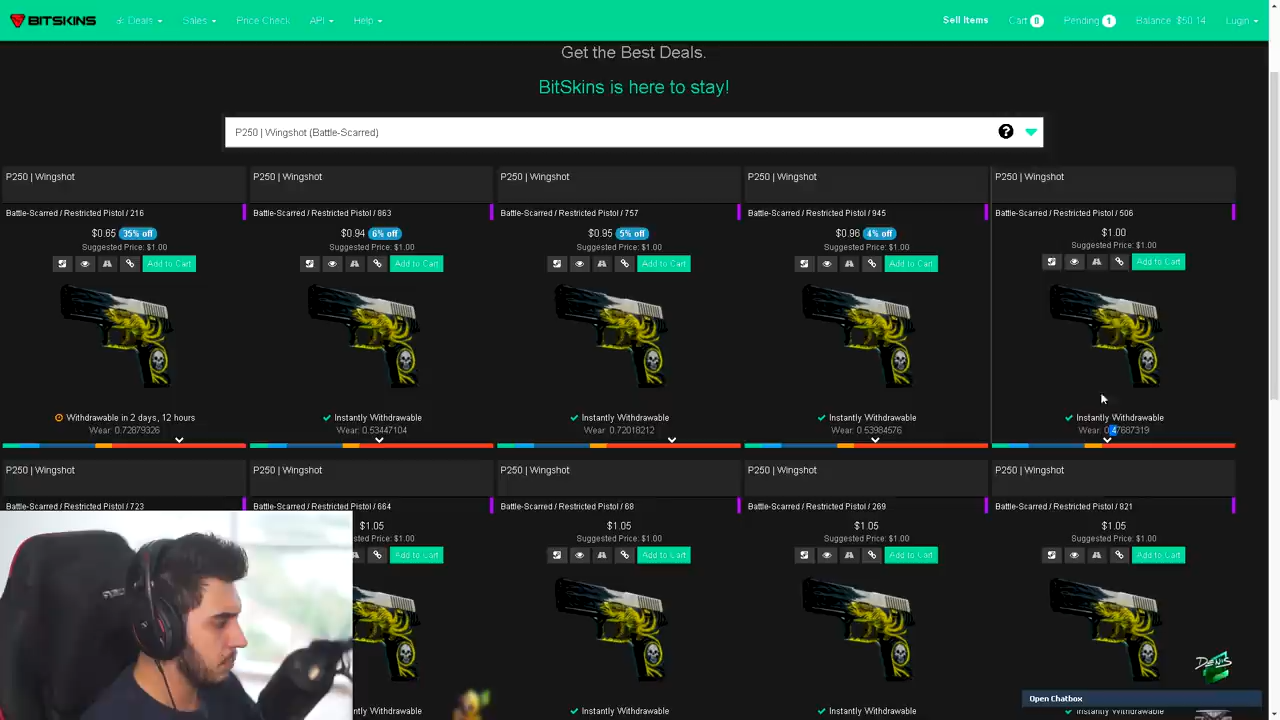 BITSKINS
Deals
Sales
Price Check
API
Help
Sell Items
Cart 0
Pending 1
Balance: $50.14
Login
Get the Best Deals.
BitSkins is here to stay!
P250 | Wingshot (Battle-Scarred)
P250 | Wingshot
P250 | Wingshot
P250 | Wingshot
P250 | Wingshot
P250 | Wingshot
Battle-Scarred / Restricted Pistol / 216
Battle-Scarred / Restricted Pistol / 863
Battle-Scarred / Restricted Pistol / 757
Battle-Scarred / Restricted Pistol / 945
Battle-Scarred / Restricted Pistol / 506
$0.65 35% off
$0.94 6% off
$0.95 5% off
$0.96 4% off
$1.00
Suggested Price: $1.00
Suggested Price: $1.00
Suggested Price: $1.00
Suggested Price: $1.00
Suggested Price: $1.00
Add to Cart
Add to Cart
Add to Cart
Add to Cart
Add to Cart
Withdrawable in 2 days, 12 hours
Instantly Withdrawable
Instantly Withdrawable
Instantly Withdrawable
Instantly Withdrawable
Wear: 0.72879326
Wear: 0.53447104
Wear: 0.72018212
Wear: 0.53984576
Wear: 0.47687319
P250 | Wingshot
P250 | Wingshot
P250 | Wingshot
P250 | Wingshot
P250 | Wingshot
Battle-Scarred / Restricted Pistol / 723
Battle-Scarred / Restricted Pistol / 664
Battle-Scarred / Restricted Pistol / 68
Battle-Scarred / Restricted Pistol / 269
Battle-Scarred / Restricted Pistol / 821
$1.05
$1.05
$1.05
$1.05
sted Price: $1.00
Suggested Price: $1.00
Suggested Price: $1.00
Suggested Price: $1.00
Add to Cart
Add to Cart
Add to Cart
Add to Cart
DENIS
Open Chatbox
Instantly Withdrawable
Instantly Withdrawable
Instantly Withdrawable
Instantly Withdrawable